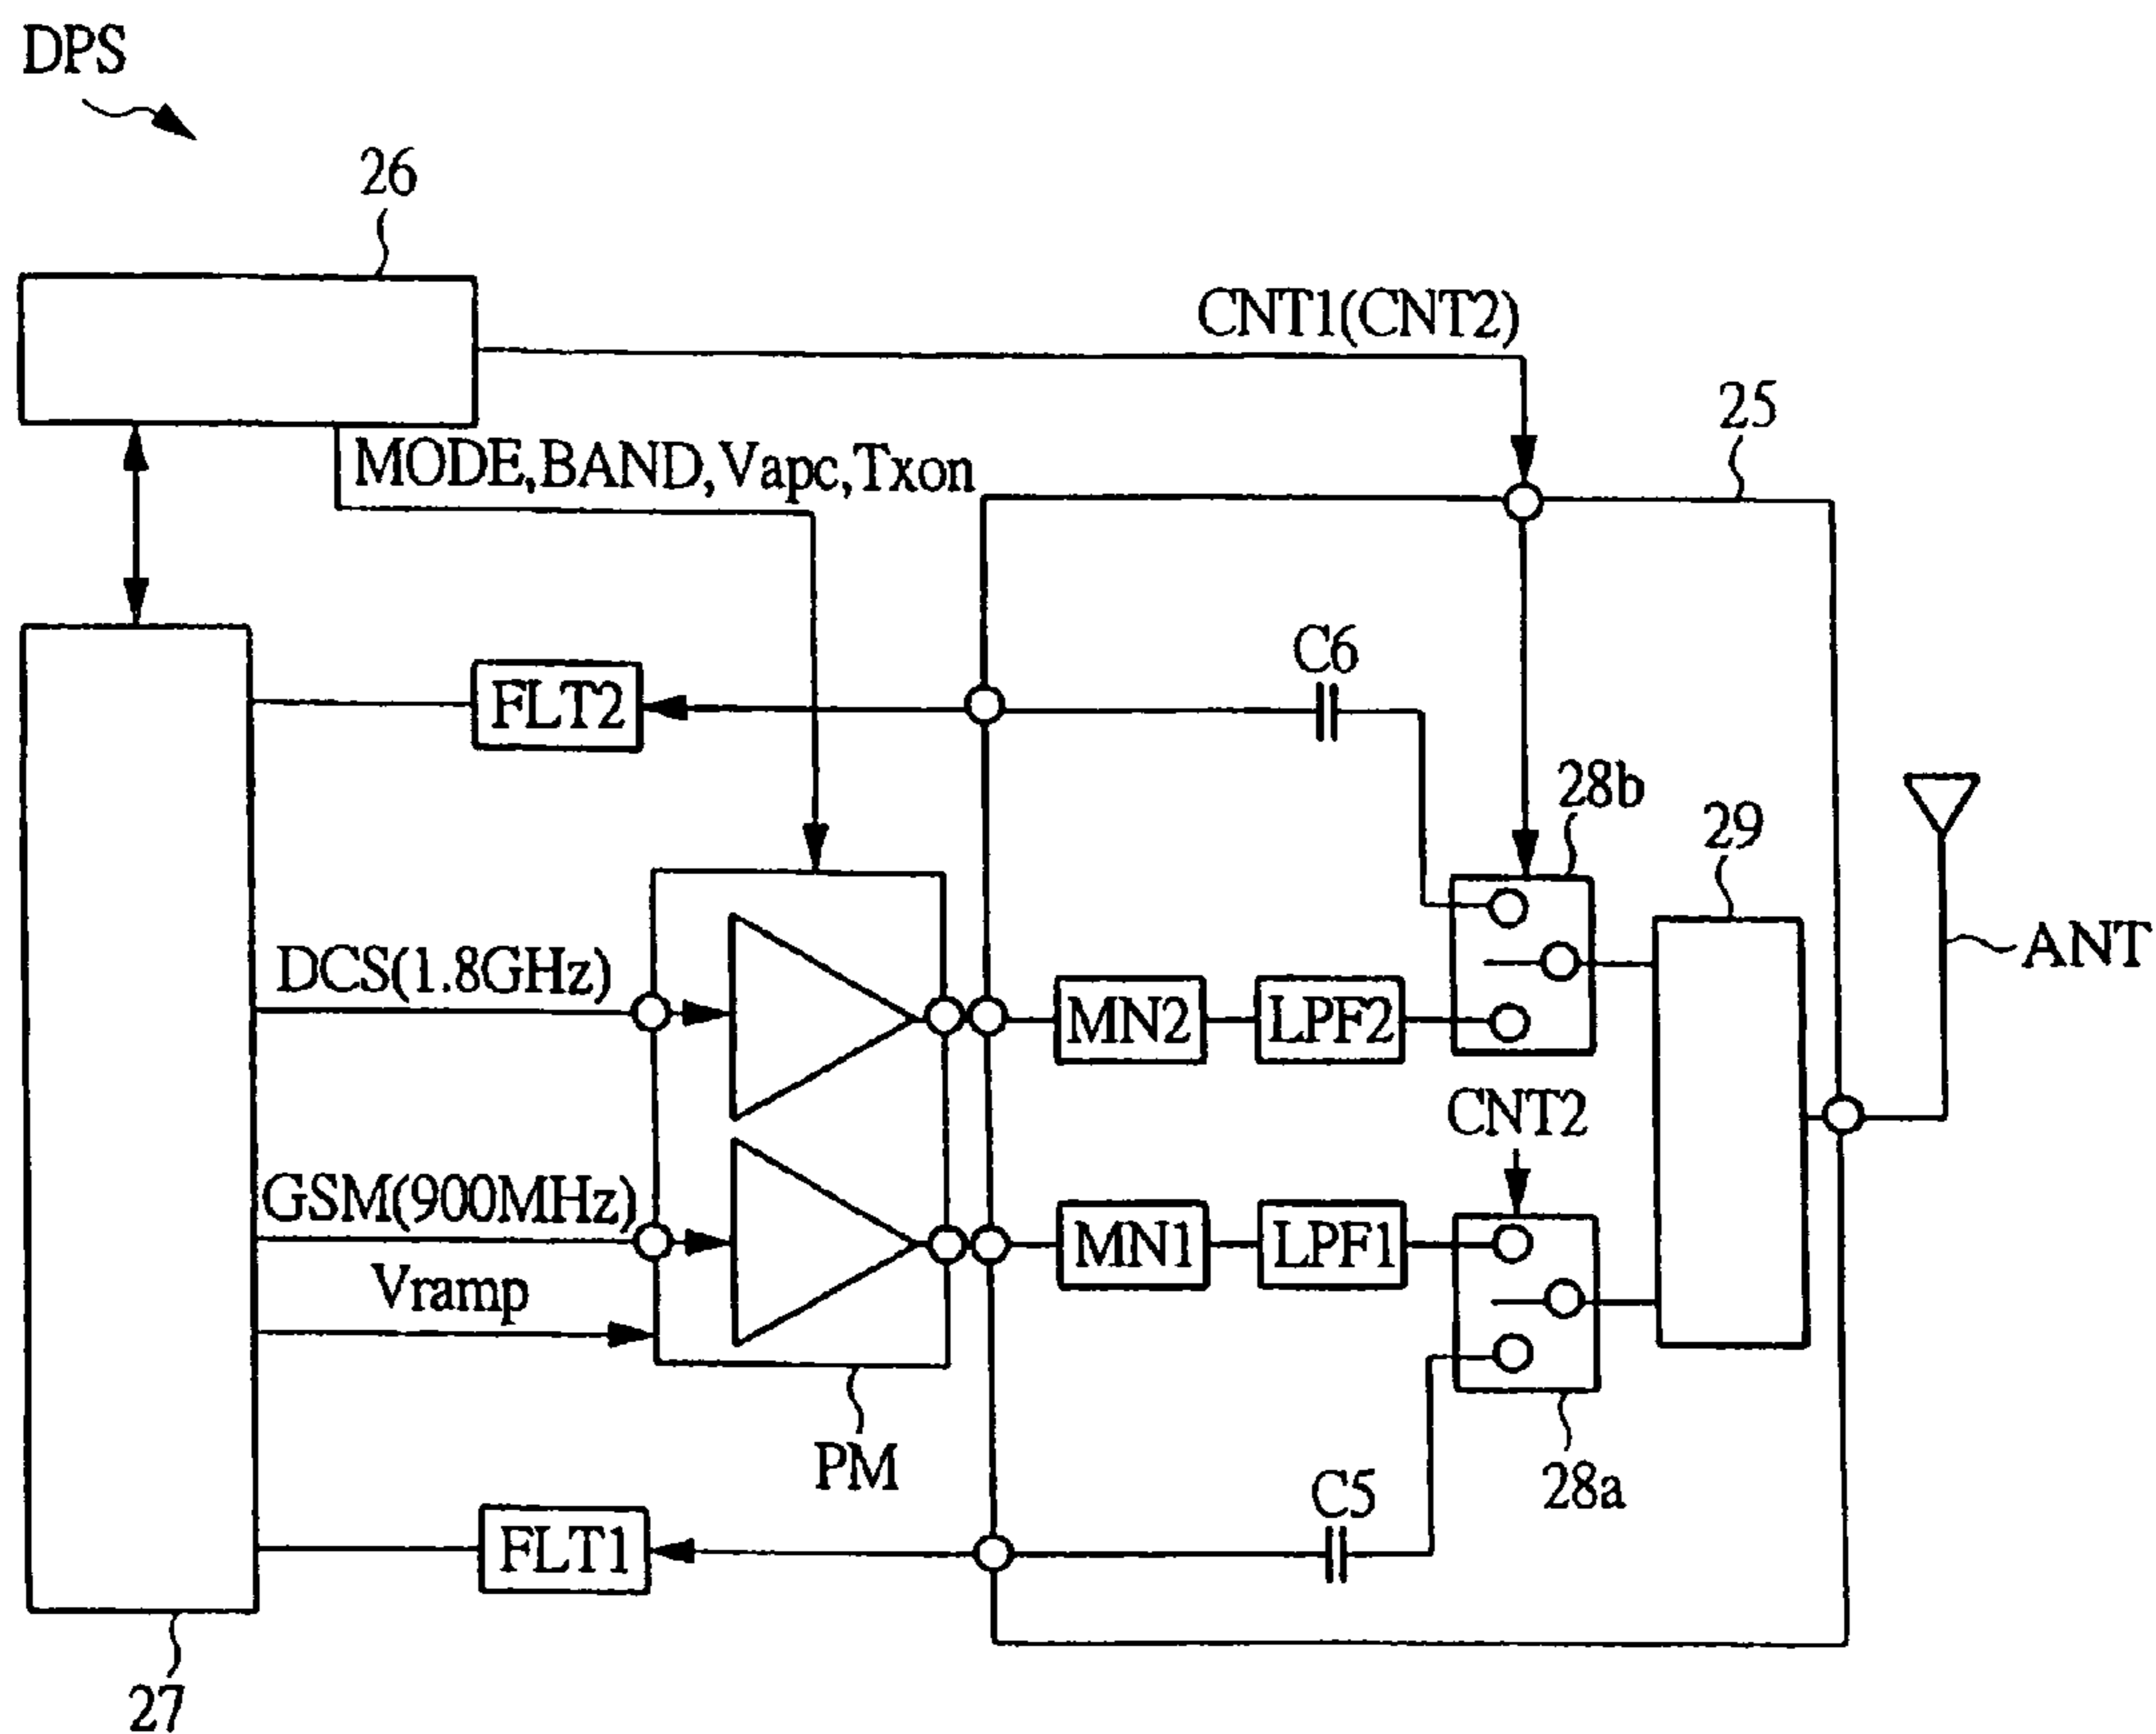 DPS
26
CNT1(CNT2)
25
MODE,BAND,Vapc,Txon
C6
FLT2
28b
29
DCS(1.8GHz)
ANT
MN2
LPF2
CNT2
GSM(900MHz)
MN1
LPF1
Vramp
PM
C5
28a
FLT1
27